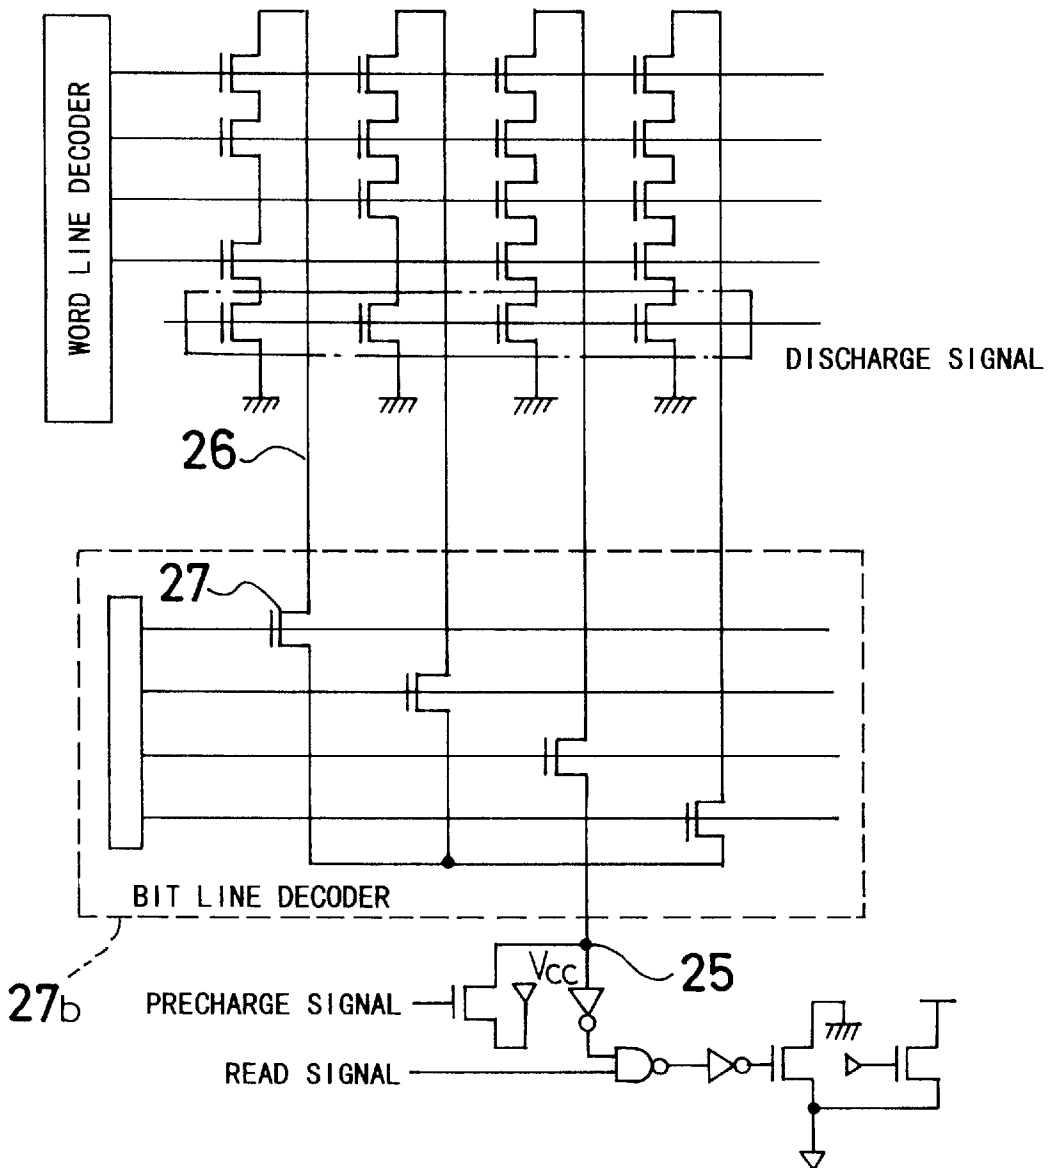 WORD LINE DECODER
DISCHARGE SIGNAL
26
27
BIT LINE DECODER
27b
VCC
25
PRECHARGE SIGNAL
READ SIGNAL